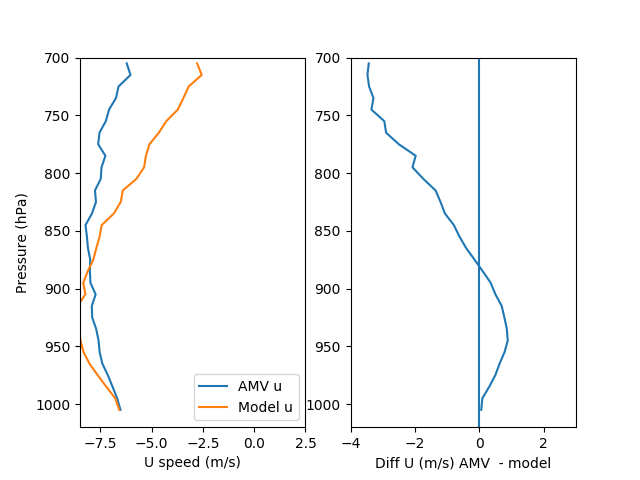 700
750
800
850
900
950
1000
Pressure (hPa)
−7.5 −5.0 −2.5 0.0 2.5
U speed (m/s)
AMV u
Model u
700
750
800
850
900
950
1000
−4 −2 0 2
Diff U (m/s) AMV  - model